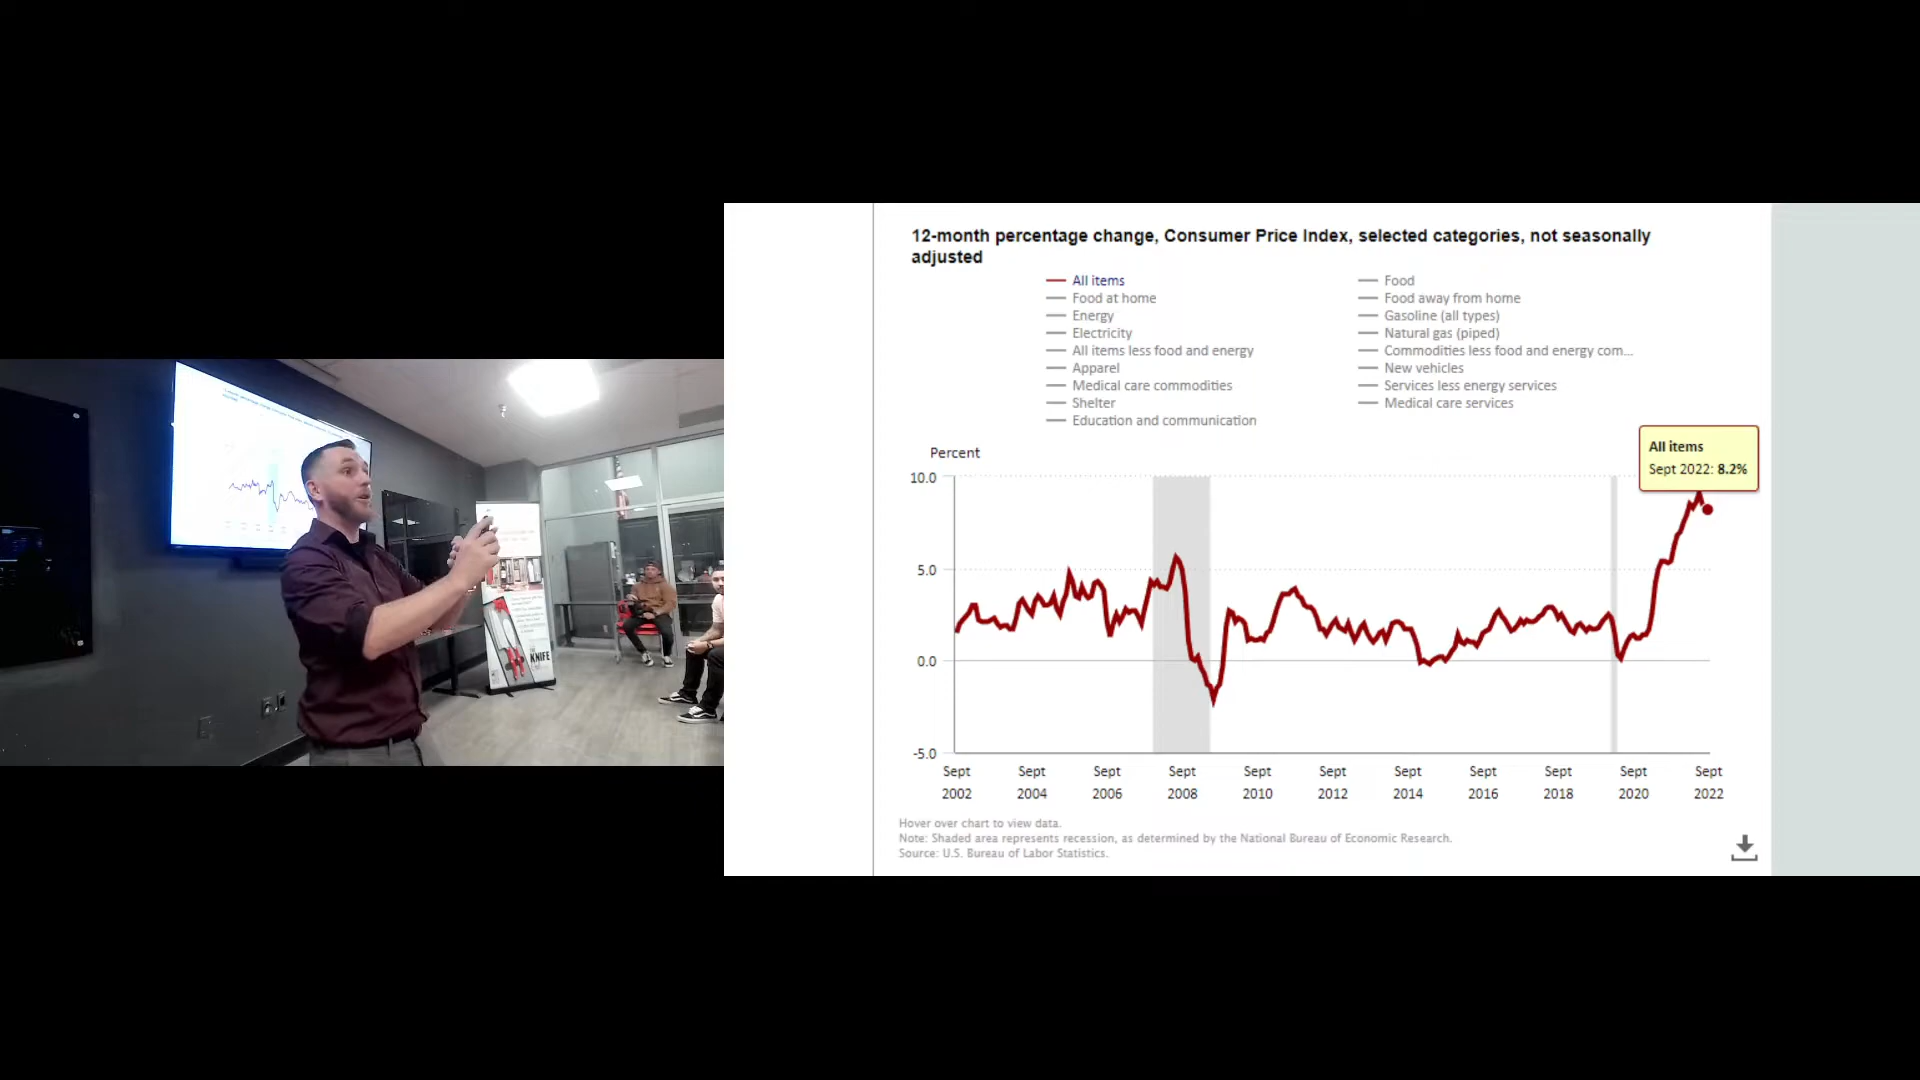 12-month percentage change, Consumer Price Index, selected categories, not seasonally
adjusted
All items
Food
Food at home
Food away from home
Energy
Gasoline (all types)
Electricity
Natural gas (piped)
All items less food and energy
Commodities less food and energy com...
Apparel
New vehicles
Medical care commodities
Services less energy services
Shelter
Medical care services
Education and communication
Percent
All items
Sept 2022: 8.2%
10.0
5.0
0.0
-5.0
Sept Sept Sept Sept Sept Sept Sept Sept Sept Sept Sept
2002 2004 2006 2008 2010 2012 2014 2016 2018 2020 2022
Hover over chart to view data.
Note: Shaded area represents recession, as determined by the National Bureau of Economic Research.
Source: U.S. Bureau of Labor Statistics.
KNIFE